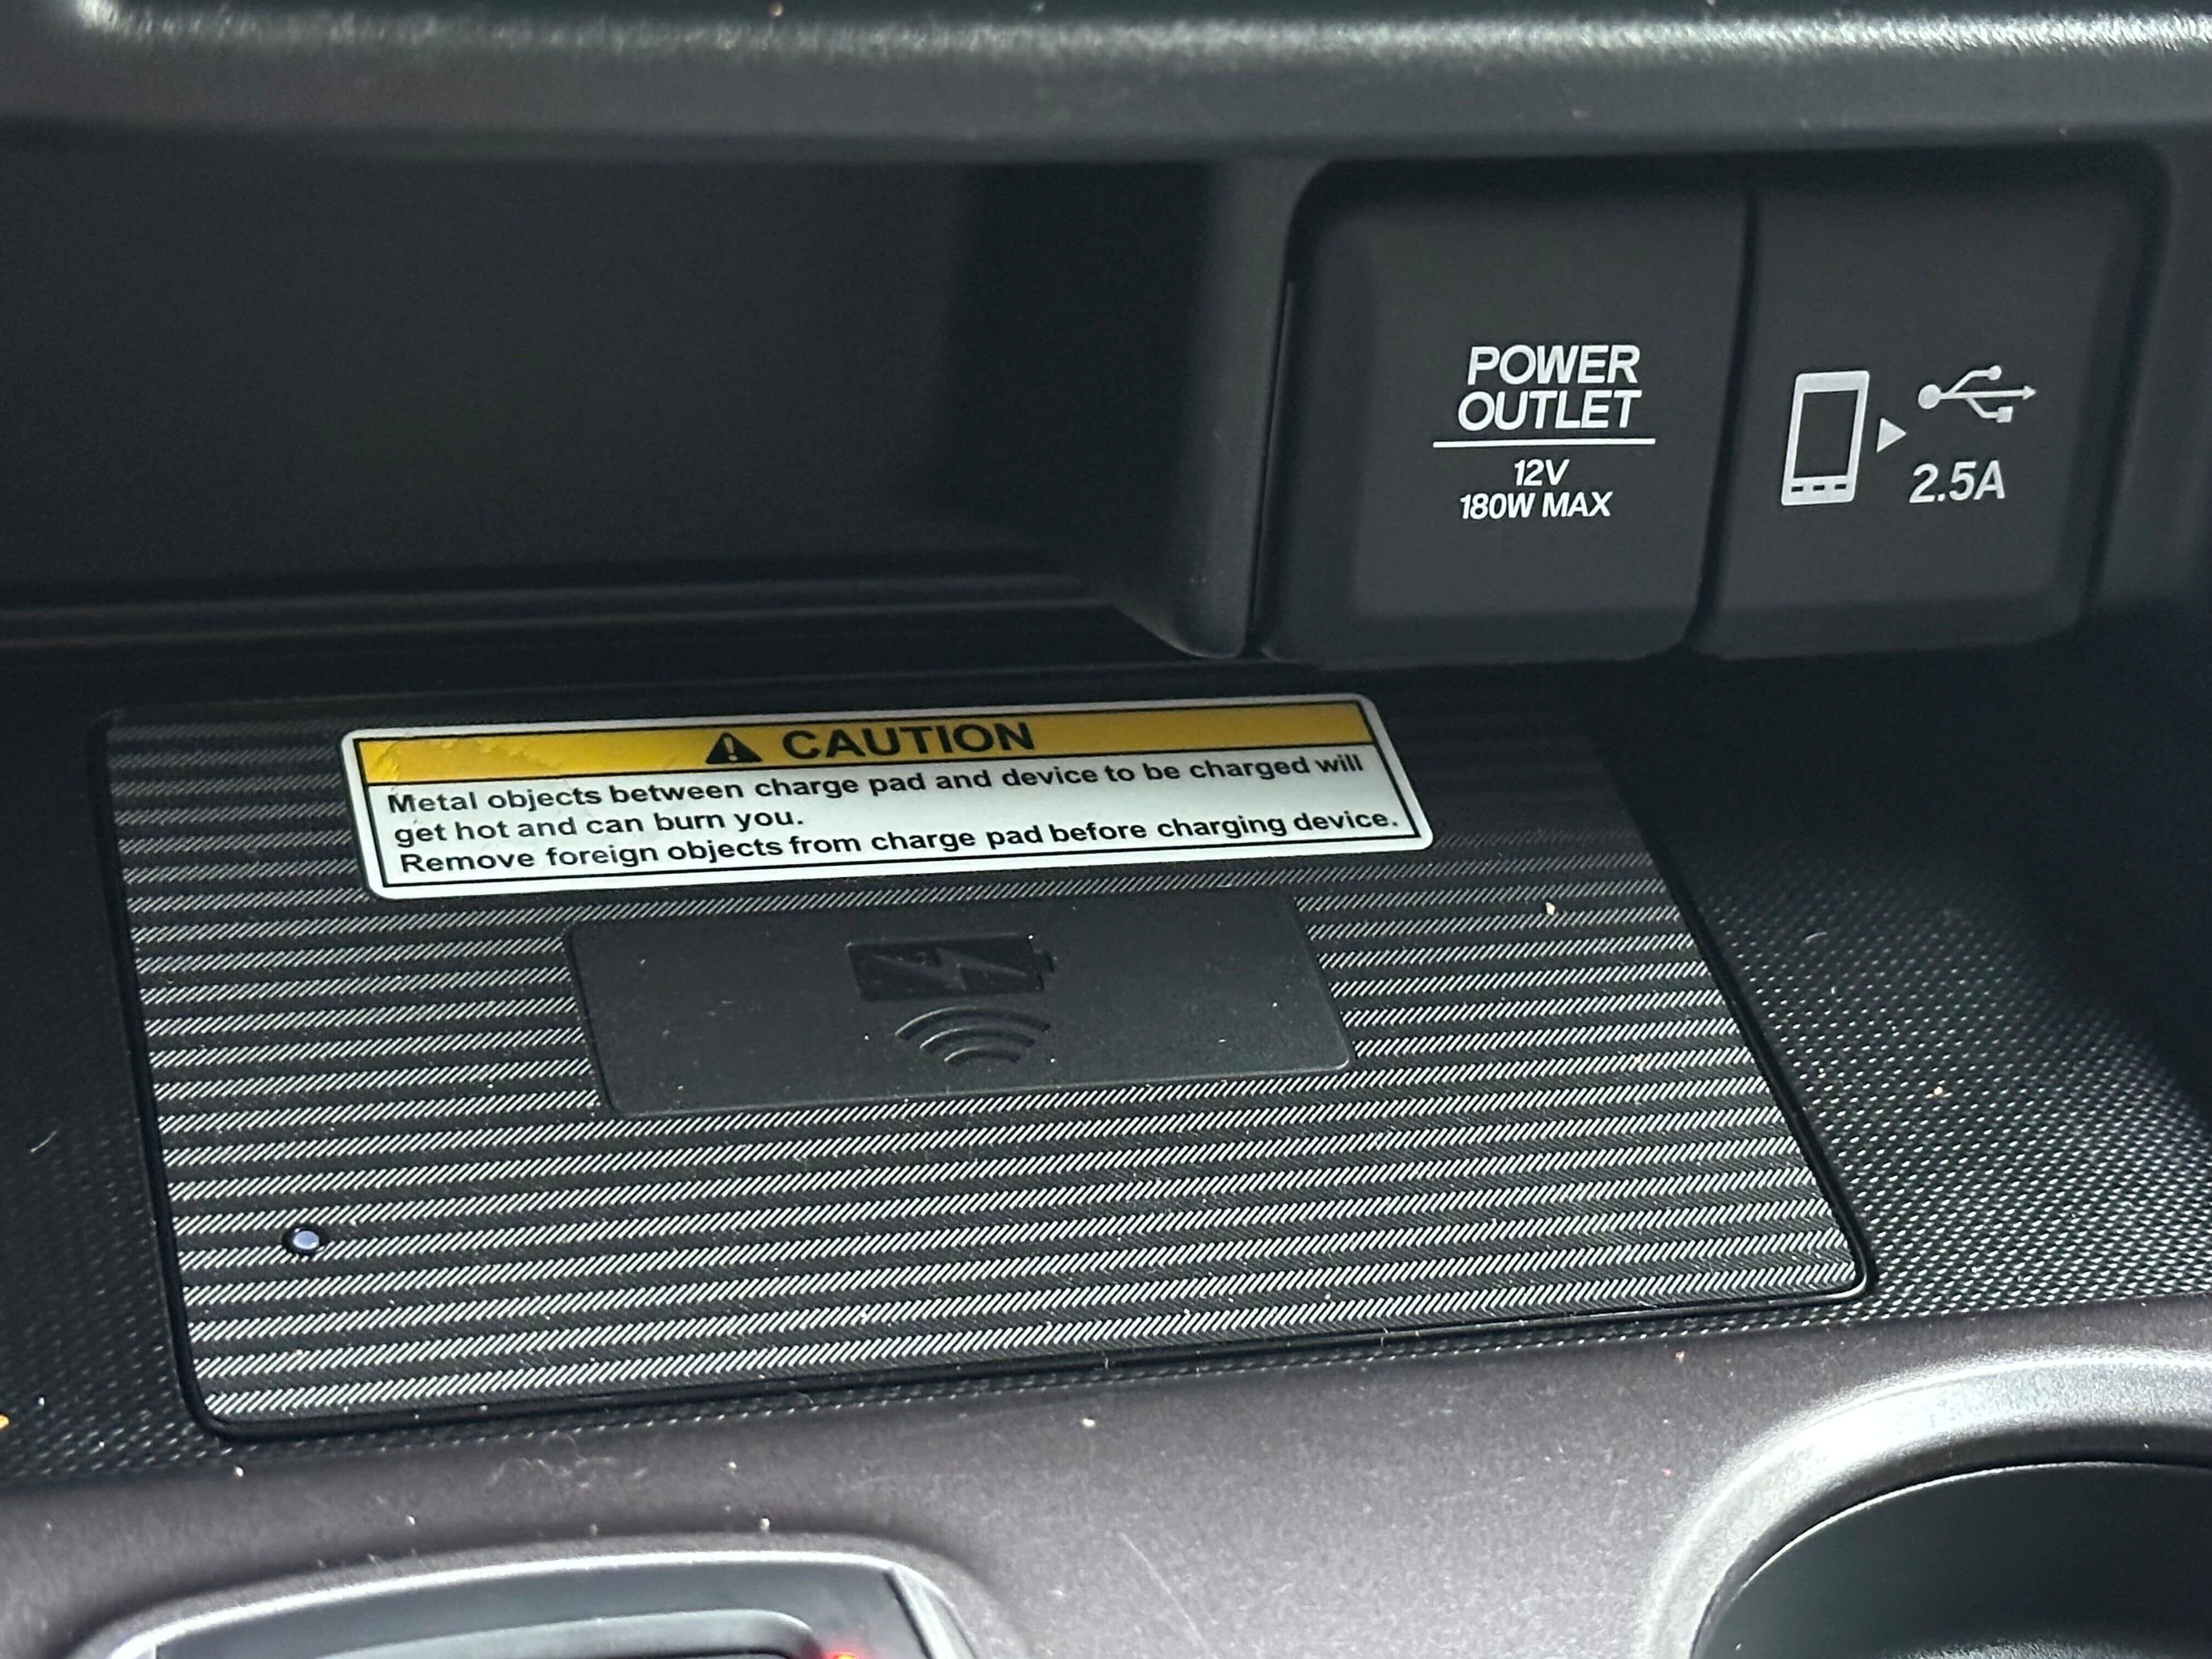 POWER
OUTLET
12V
180W MAX
2.5A
CAUTION
Metal objects between charge pad and device to be charged will
get hot and can burn you.
Remove foreign objects from charge pad before charging device.